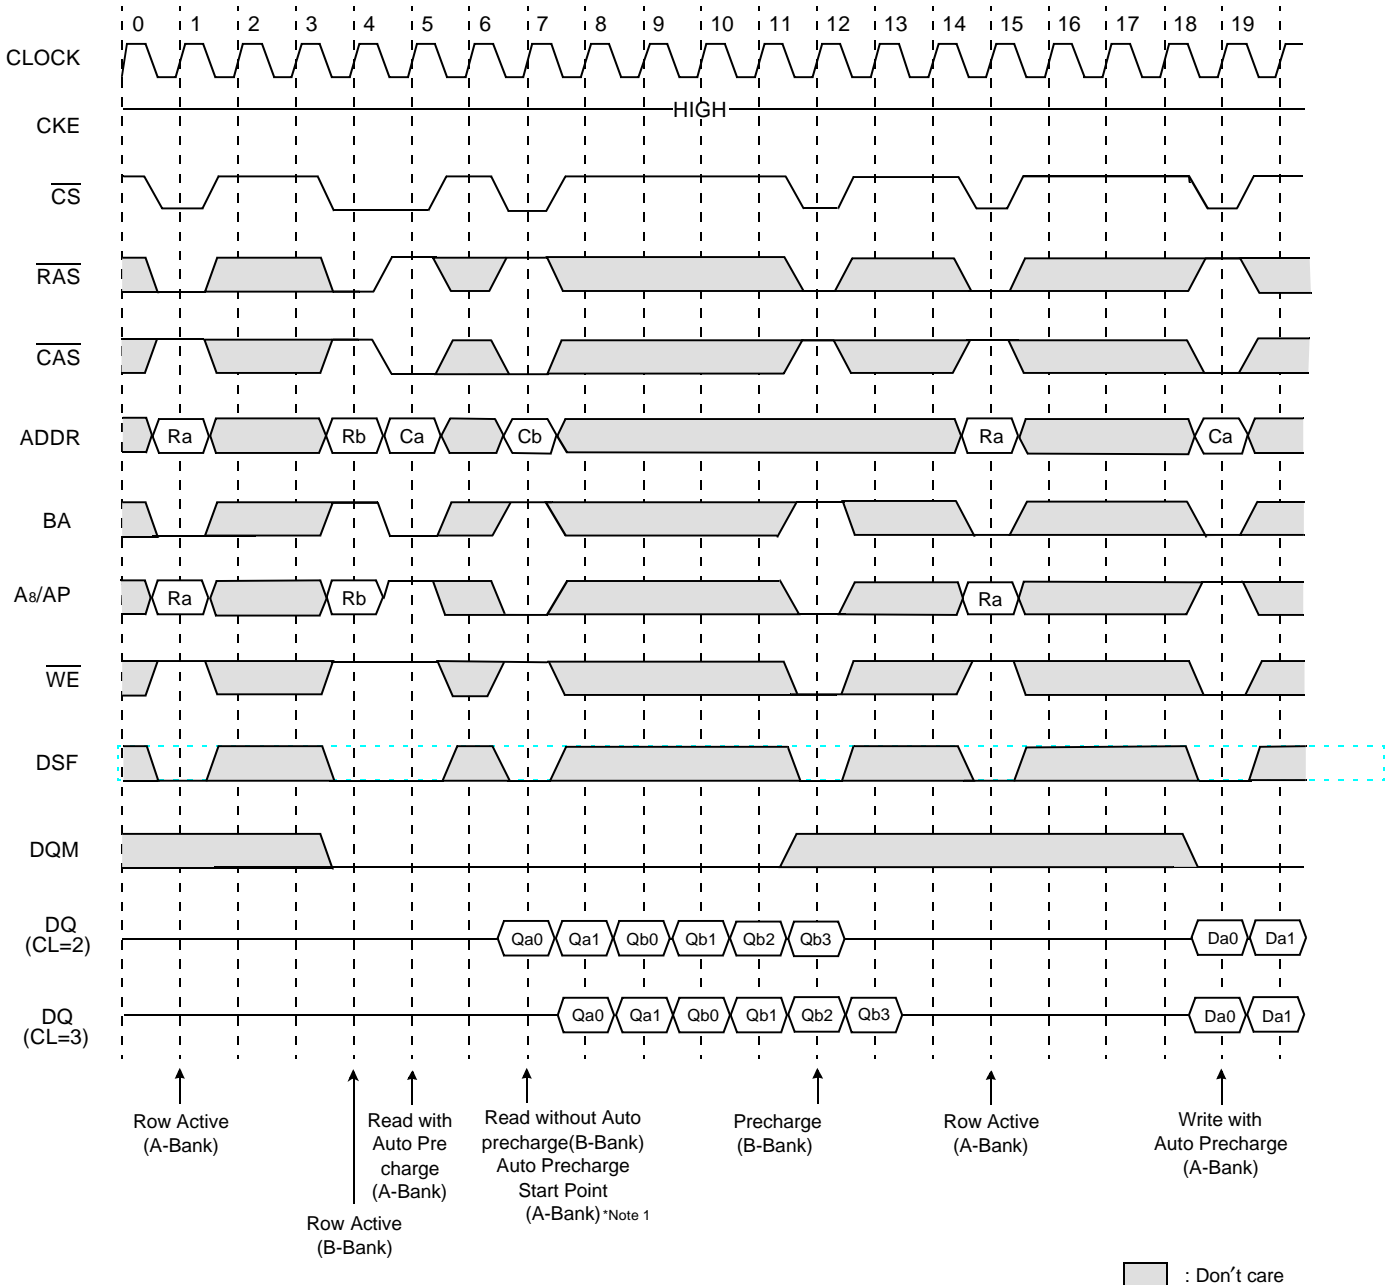 0 1 2 3 4 5 6 7 8 9 10 11 12 13 14 15 16 17 18 19
CLOCK
HIGH
CKE
CS
RAS
CAS
ADDR Ra Rb Ca Cb Ra Ca
BA
A8/AP Ra Rb Ra
WE
DSF
DQM
DQ
(CL=2) Qa0 Qa1 Qb0 Qb1 Qb2 Qb3 Da0 Da1
DQ
(CL=3) Qa0 Qa1 Qb0 Qb1 Qb2 Qb3 Da0 Da1
Row Active
(A-Bank)
Row Active
(B-Bank)
Read with
Auto Pre
charge
(A-Bank)
Read without Auto
precharge(B-Bank)
Auto Precharge
Start Point
(A-Bank) *Note 1
Precharge
(B-Bank)
Row Active
(A-Bank)
Write with
Auto Precharge
(A-Bank)
: Don′t care